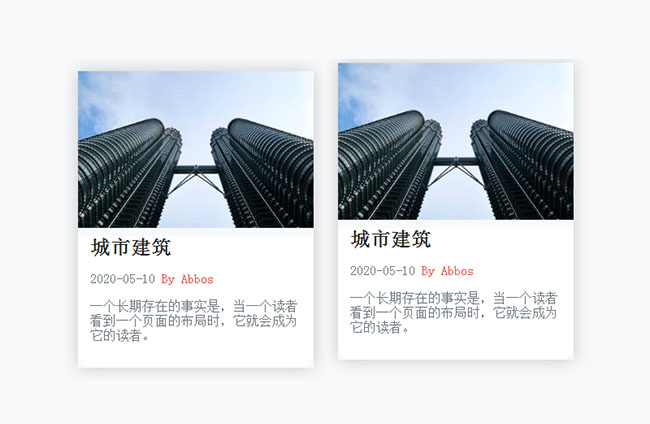 城市建筑
2020-05-10 By Abbos
一个长期存在的事实是，当一个读者
看到一个页面的布局时，它就会成为
它的读者。
城市建筑
2020-05-10 By Abbos
一个长期存在的事实是，当一个读者
看到一个页面的布局时，它就会成为
它的读者。